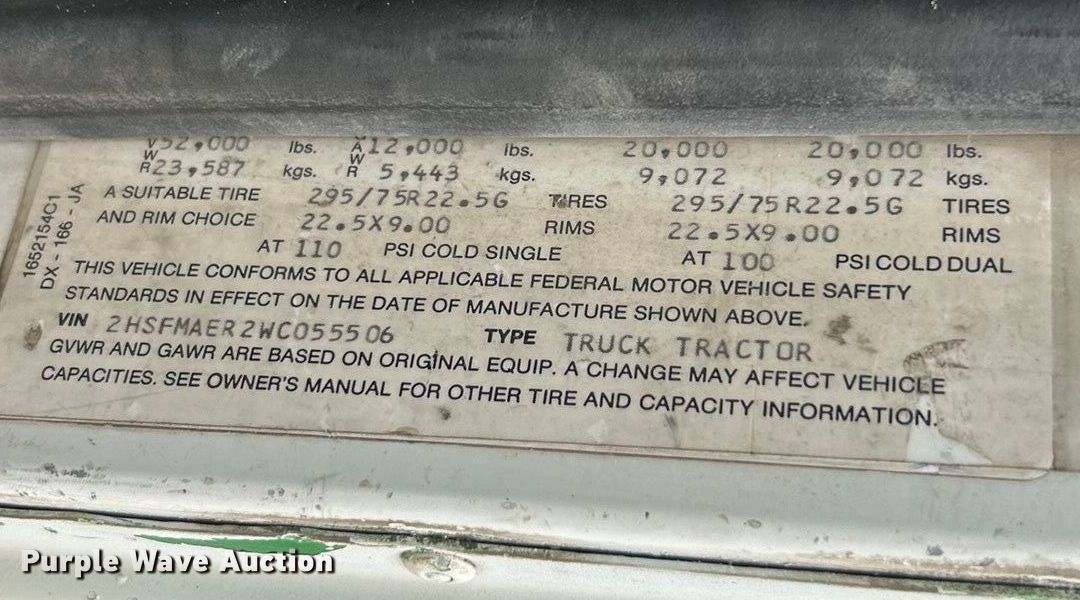 V52,000 lbs. A12,000 lbs. 20,000 20,000 lbs.
W W
R23,587 kgs. R 5,443 kgs. 9,072 9,072 kgs.
A SUITABLE TIRE 295/75R22.5G TIRES 295/75R22.5G TIRES
AND RIM CHOICE 22.5X9.00 RIMS 22.5X9.00 RIMS
AT 110 PSI COLD SINGLE AT 100 PSI COLD DUAL
THIS VEHICLE CONFORMS TO ALL APPLICABLE FEDERAL MOTOR VEHICLE SAFETY
STANDARDS IN EFFECT ON THE DATE OF MANUFACTURE SHOWN ABOVE.
VIN 2HSFMAER2WC055506 TYPE TRUCK TRACTOR
GVWR AND GAWR ARE BASED ON ORIGINAL EQUIP. A CHANGE MAY AFFECT VEHICLE
CAPACITIES. SEE OWNER'S MANUAL FOR OTHER TIRE AND CAPACITY INFORMATION.
1652154C1
DX - 166 - JA
Purple Wave Auction